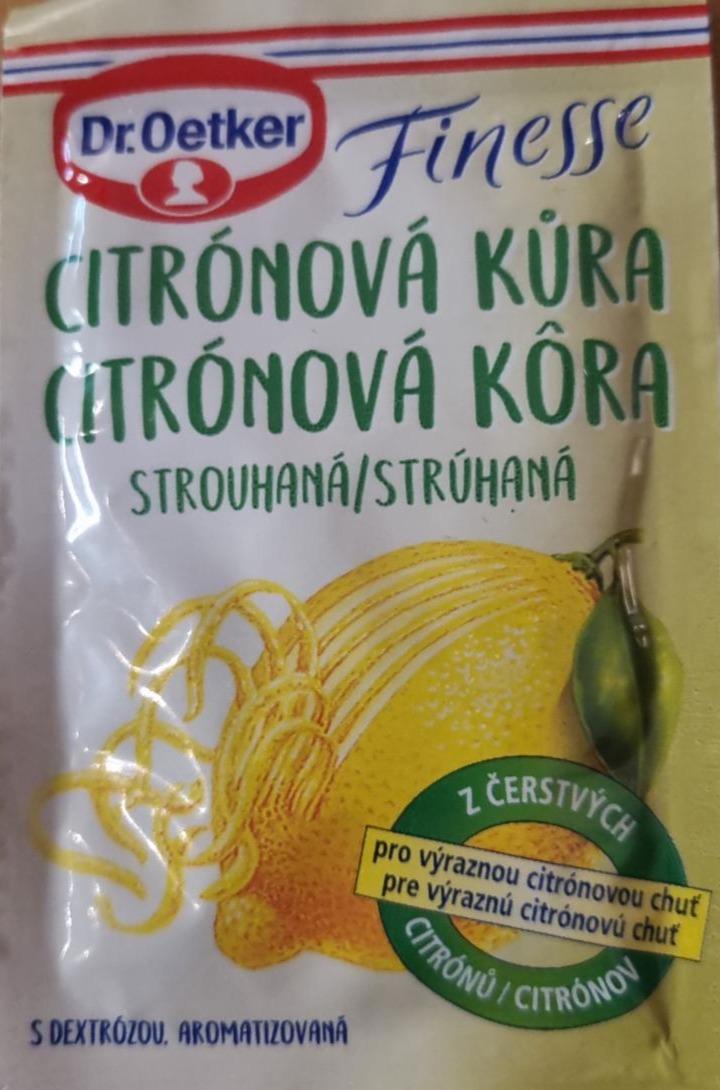 Dr. Oetker
Finesse
CITRÓNOVÁ KŮRA
CITRÓNOVÁ KÔRA
STROUHANÁ/STRÚHANÁ
Z ČERSTVÝCH
pro výraznou citrónovou chuť
pre výraznú citrónovú chuť
CITRÓNŮ / CITRÓNOV
S DEXTRÓZOU. AROMATIZOVANÁ